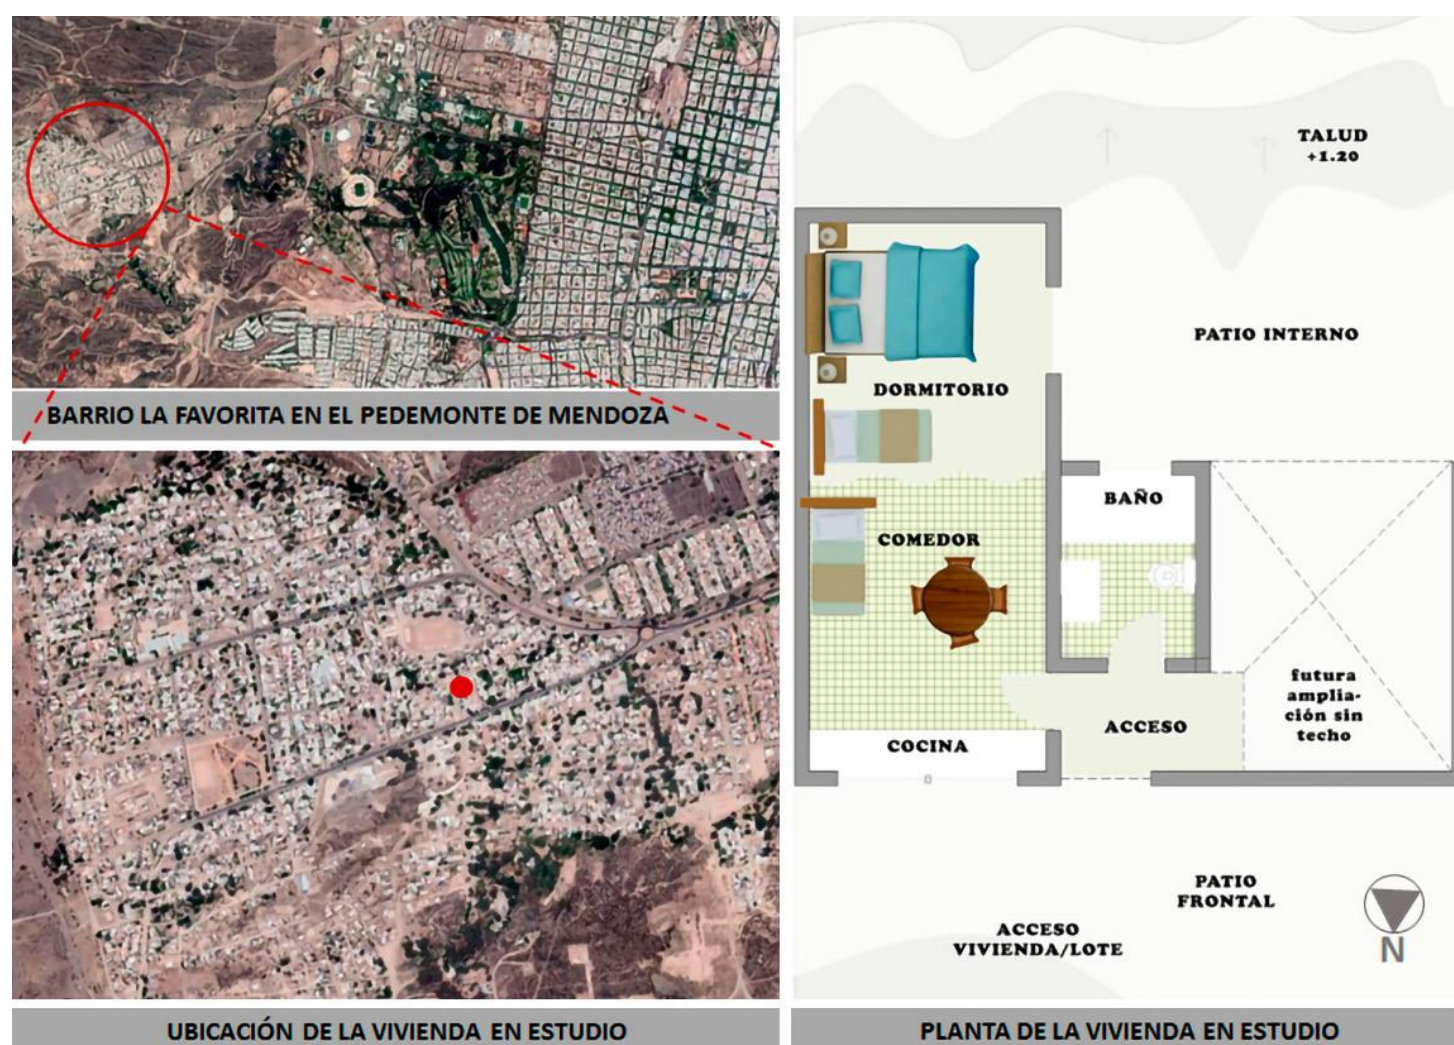 BARRIO LA FAVORITA EN EL PEDEMONTE DE MENDOZA
UBICACIÓN DE LA VIVIENDA EN ESTUDIO
TALUD
+1.20
PATIO INTERNO
DORMITORIO
BAÑO
COMEDOR
futura
amplia-
ción sin
techo
ACCESO
COCINA
PATIO
FRONTAL
ACCESO
VIVIENDA/LOTE
N
PLANTA DE LA VIVIENDA EN ESTUDIO